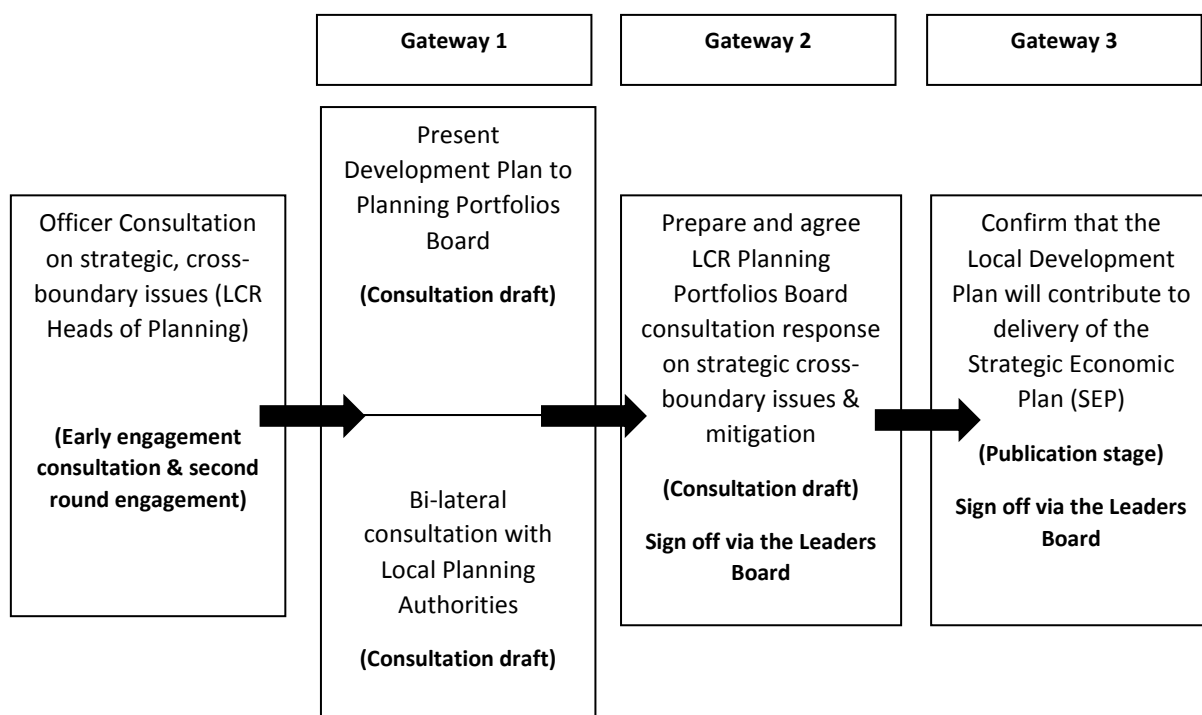 Gateway 1
Gateway 2
Gateway 3
Officer Consultation
on strategic, cross-
boundary issues (LCR
Heads of Planning)
(Early engagement
consultation & second
round engagement)
Present
Development Plan to
Planning Portfolios
Board
(Consultation draft)
Bi-lateral
consultation with
Local Planning
Authorities
(Consultation draft)
Prepare and agree
LCR Planning
Portfolios Board
consultation response
on strategic cross-
boundary issues &
mitigation
(Consultation draft)
Sign off via the Leaders
Board
Confirm that the
Local Development
Plan will contribute to
delivery of the
Strategic Economic
Plan (SEP)
(Publication stage)
Sign off via the Leaders
Board